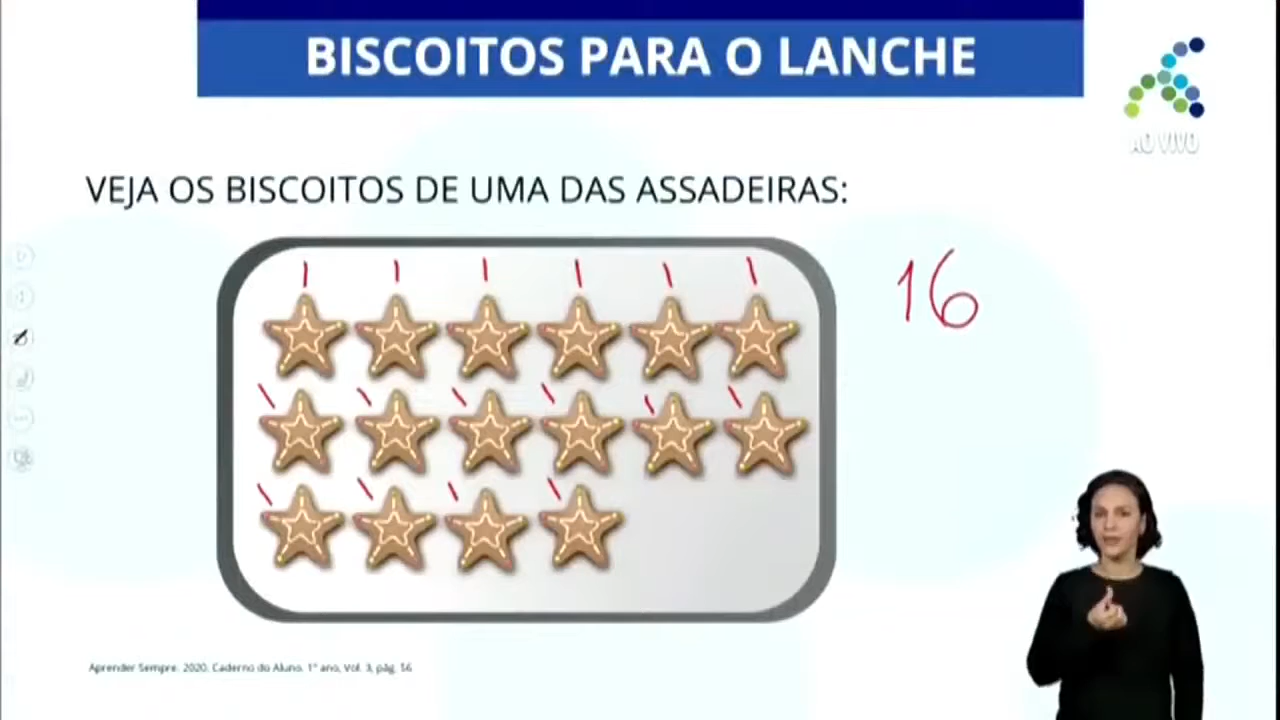 BISCOITOS PARA O LANCHE
AO VIVO
VEJA OS BISCOITOS DE UMA DAS ASSADEIRAS:
16
Aprender Sempre. 2020. Caderno do Aluno. 1º ano, Vol. 3, pág. 56